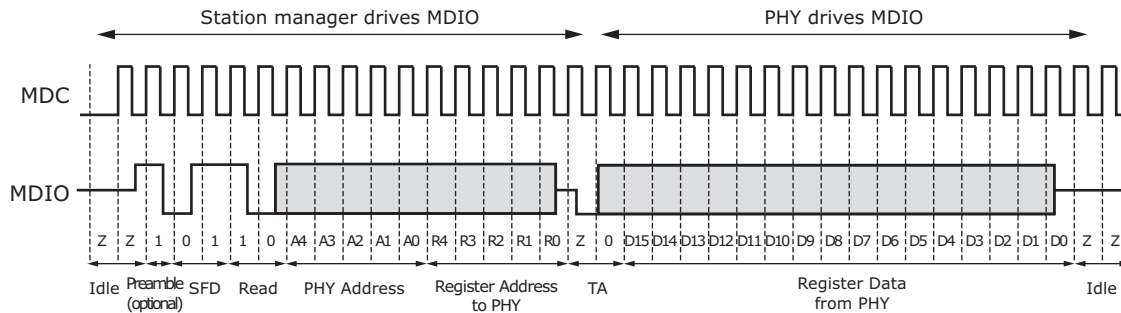 Station manager drives MDIO PHY drives MDIO
MDC
MDIO
Z Z 1 0 1 1 0 A4 A3 A2 A1 A0 R4 R3 R2 R1 R0 Z 0 D15 D14 D13 D12 D11 D10 D9 D8 D7 D6 D5 D4 D3 D2 D1 D0 Z Z
Idle Preamble SFD Read PHY Address Register Address TA Register Data Idle
(optional) to PHY from PHY